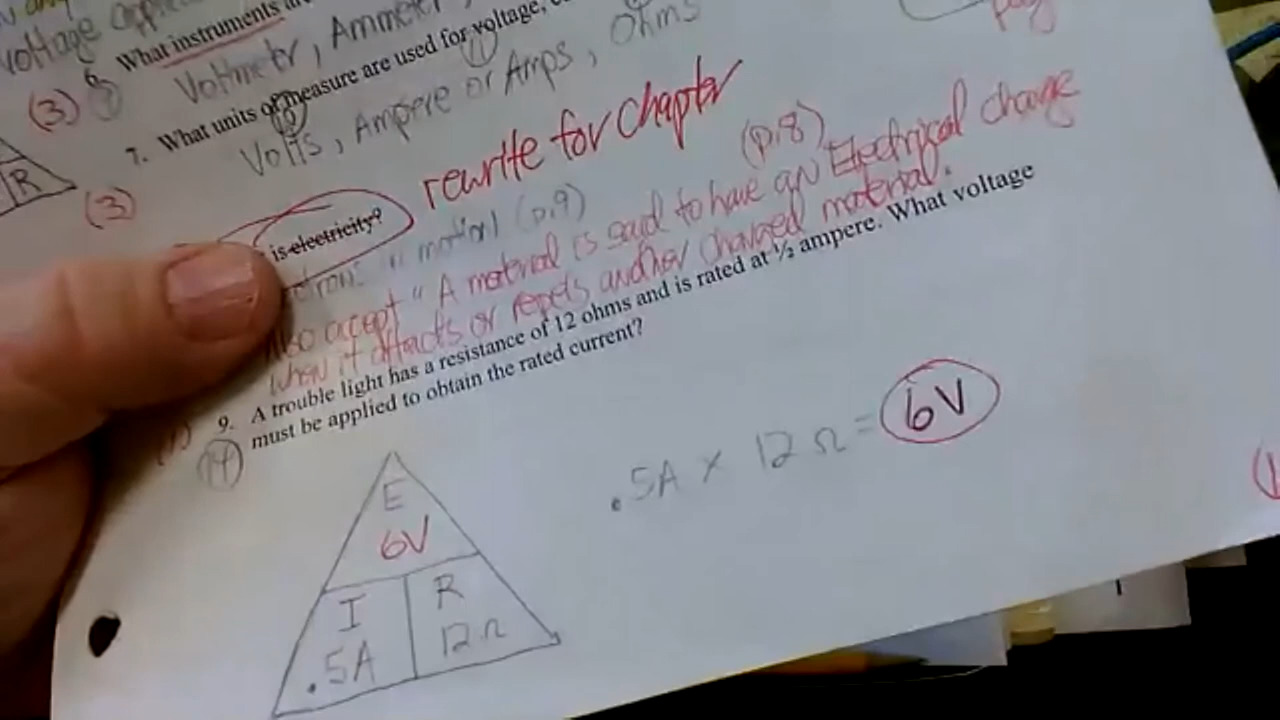 voltage applied
6. What instruments
(3) Voltmeter, Ammeter,
7. What units of measure are used for voltage,
Volts, Ampere or Amps, Ohms
R
(3)
rewrite for Chapter
is electricity?
motion! (p.9)
(p.8)
accept "A material is said to have an Electrical charge
when it attracts or repels another charged material.
9. A trouble light has a resistance of 12 ohms and is rated at ½ ampere. What voltage
must be applied to obtain the rated current?
14
.5A x 12 Ω = 6V
E
6V
I R
.5A 12 Ω